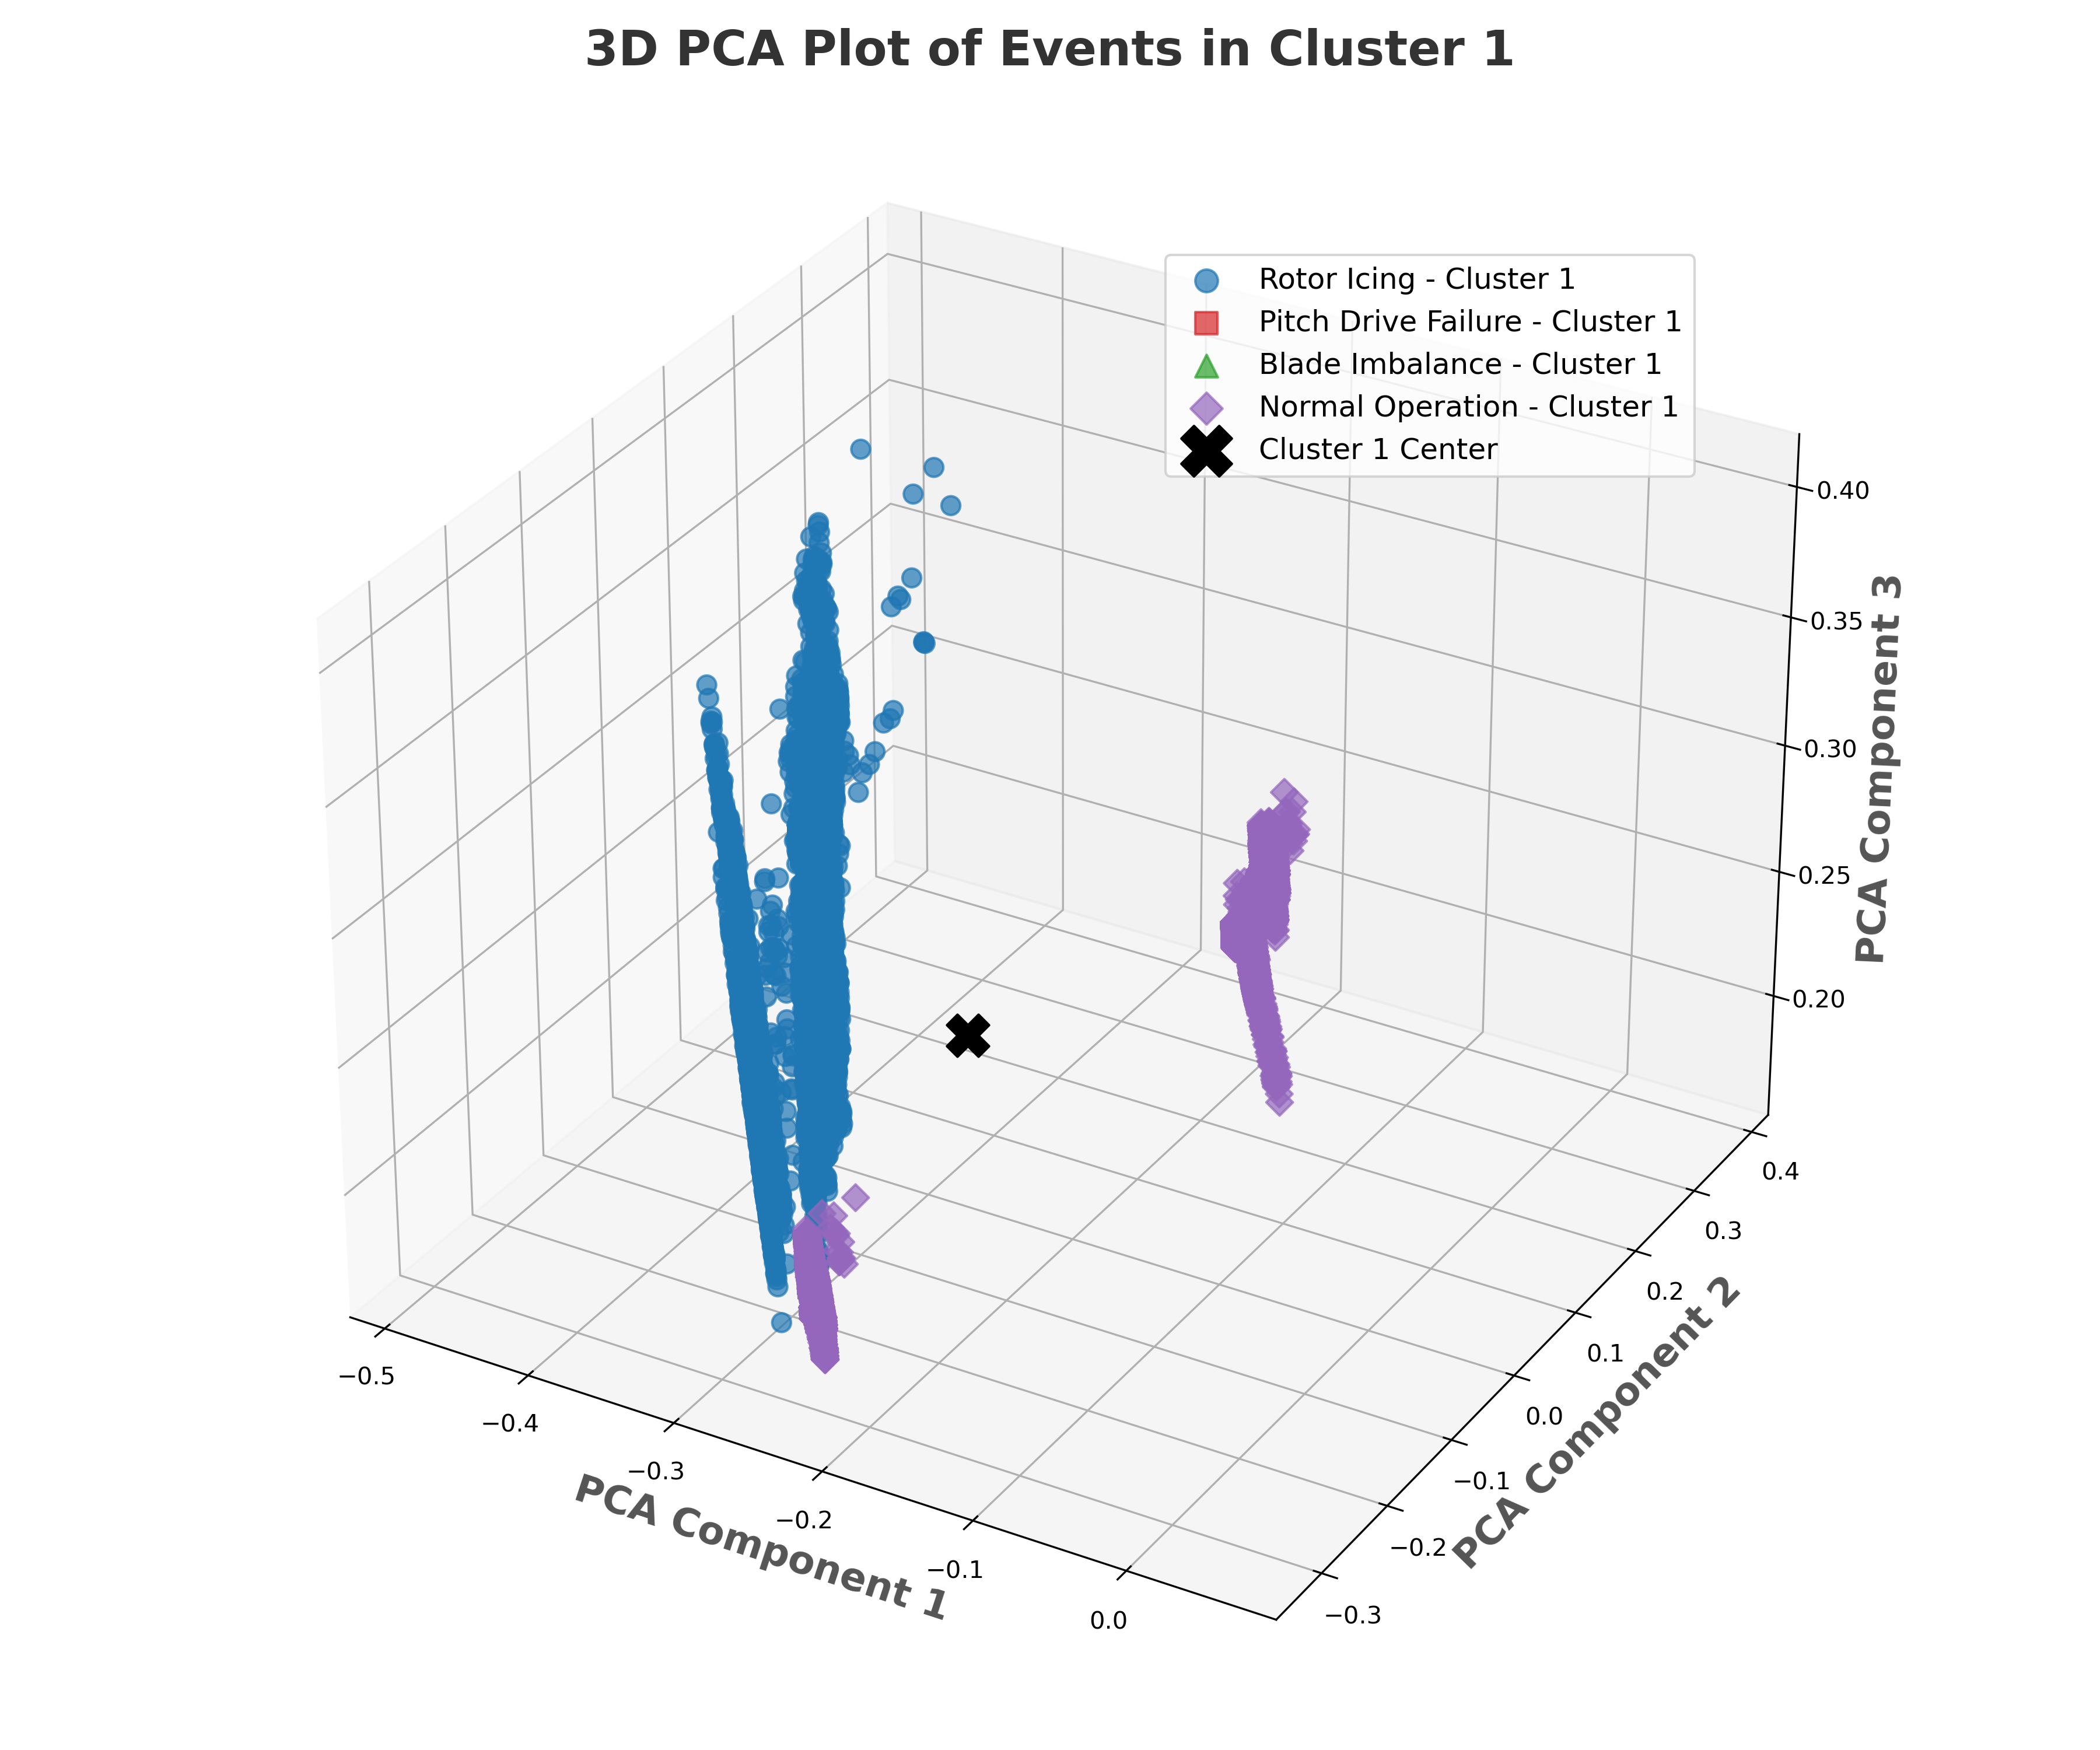 3D PCA Plot of Events in Cluster 1
Rotor Icing - Cluster 1
Pitch Drive Failure - Cluster 1
Blade Imbalance - Cluster 1
Normal Operation - Cluster 1
Cluster 1 Center
0.40
0.35
0.30
0.25
0.20
PCA Component 3
0.4
0.3
0.2
0.1
0.0
−0.1
−0.2
−0.3
PCA Component 2
−0.5
−0.4
−0.3
−0.2
−0.1
0.0
PCA Component 1